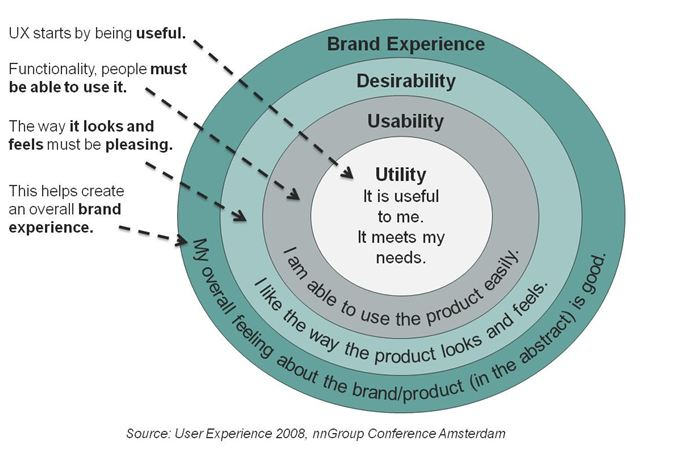 UX starts by being useful.
Functionality, people must
be able to use it.
The way it looks and
feels must be pleasing.
This helps create
an overall brand
experience.
Brand Experience
Desirability
Usability
Utility
It is useful
to me.
It meets my
needs.
I am able to use the product easily.
I like the way the product looks and feels.
My overall feeling about the brand/product (in the abstract) is good.
Source: User Experience 2008, nnGroup Conference Amsterdam